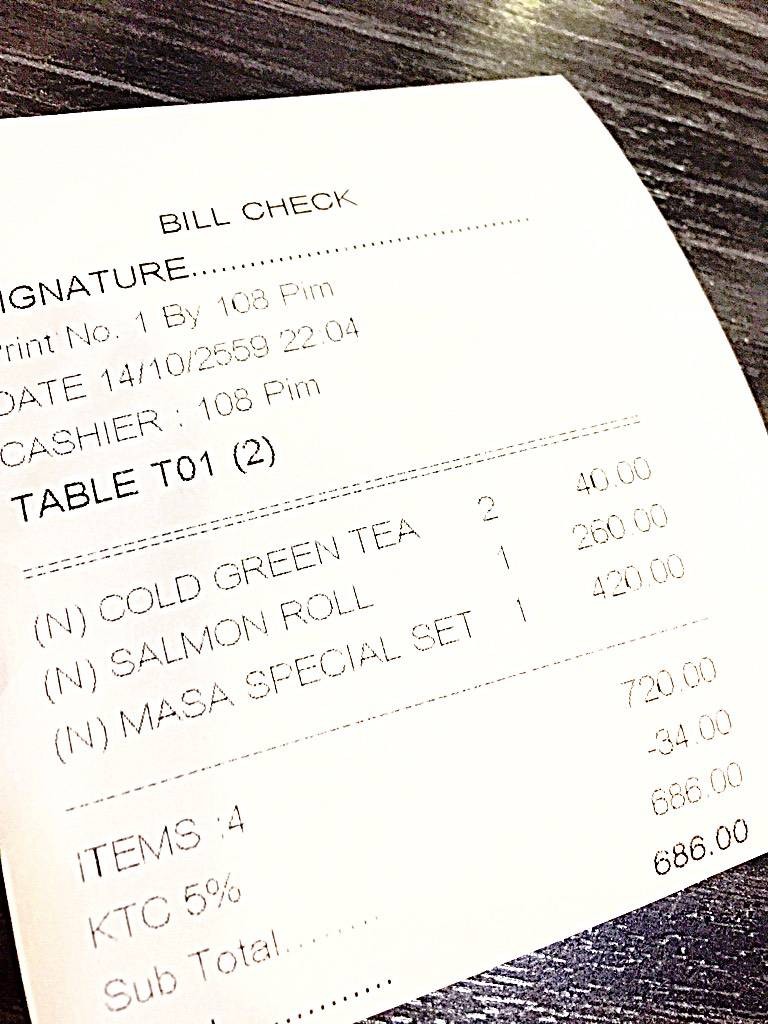 BILL CHECK
IGNATURE......................................
rint No. 1 By 108 Pim
DATE 14/10/2559 22:04
CASHIER : 108 Pim
TABLE T01 (2)
(N) COLD GREEN TEA 2 40.00
(N) SALMON ROLL 1 260.00
(N) MASA SPECIAL SET 1 420.00
ITEMS :4 720.00
KTC 5% -34.00
Sub Total......... 686.00
............... 686.00